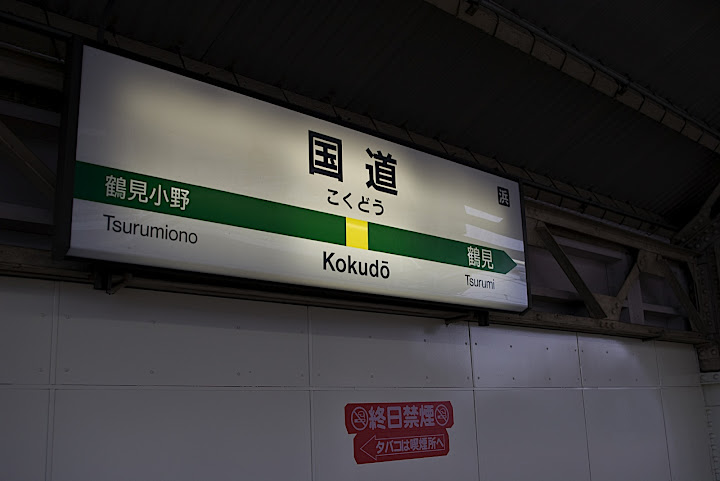 国道
浜
こくどう
鶴見小野
鶴見
Tsurumiono
Kokudō
Tsurumi
終日禁煙
タバコは喫煙所へ